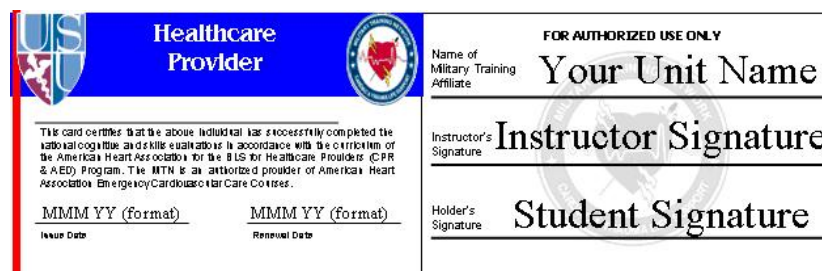 USU
Healthcare
Provider
This card certifies that the above individual has successfully completed the
national cognitive and skills evaluations in accordance with the curriculum of
the American Heart Association for the BLS for Healthcare Providers (CPR
& AED) Program. The MTN is an authorized provider of American Heart
Association Emergency Cardiovascular Care Courses.
MMM YY (format) MMM YY (format)
Issue Date Renewal Date
FOR AUTHORIZED USE ONLY
Name of
Military Training
Affiliate
Your Unit Name
Instructor's
Signature
Instructor Signature
Holder's
Signature
Student Signature